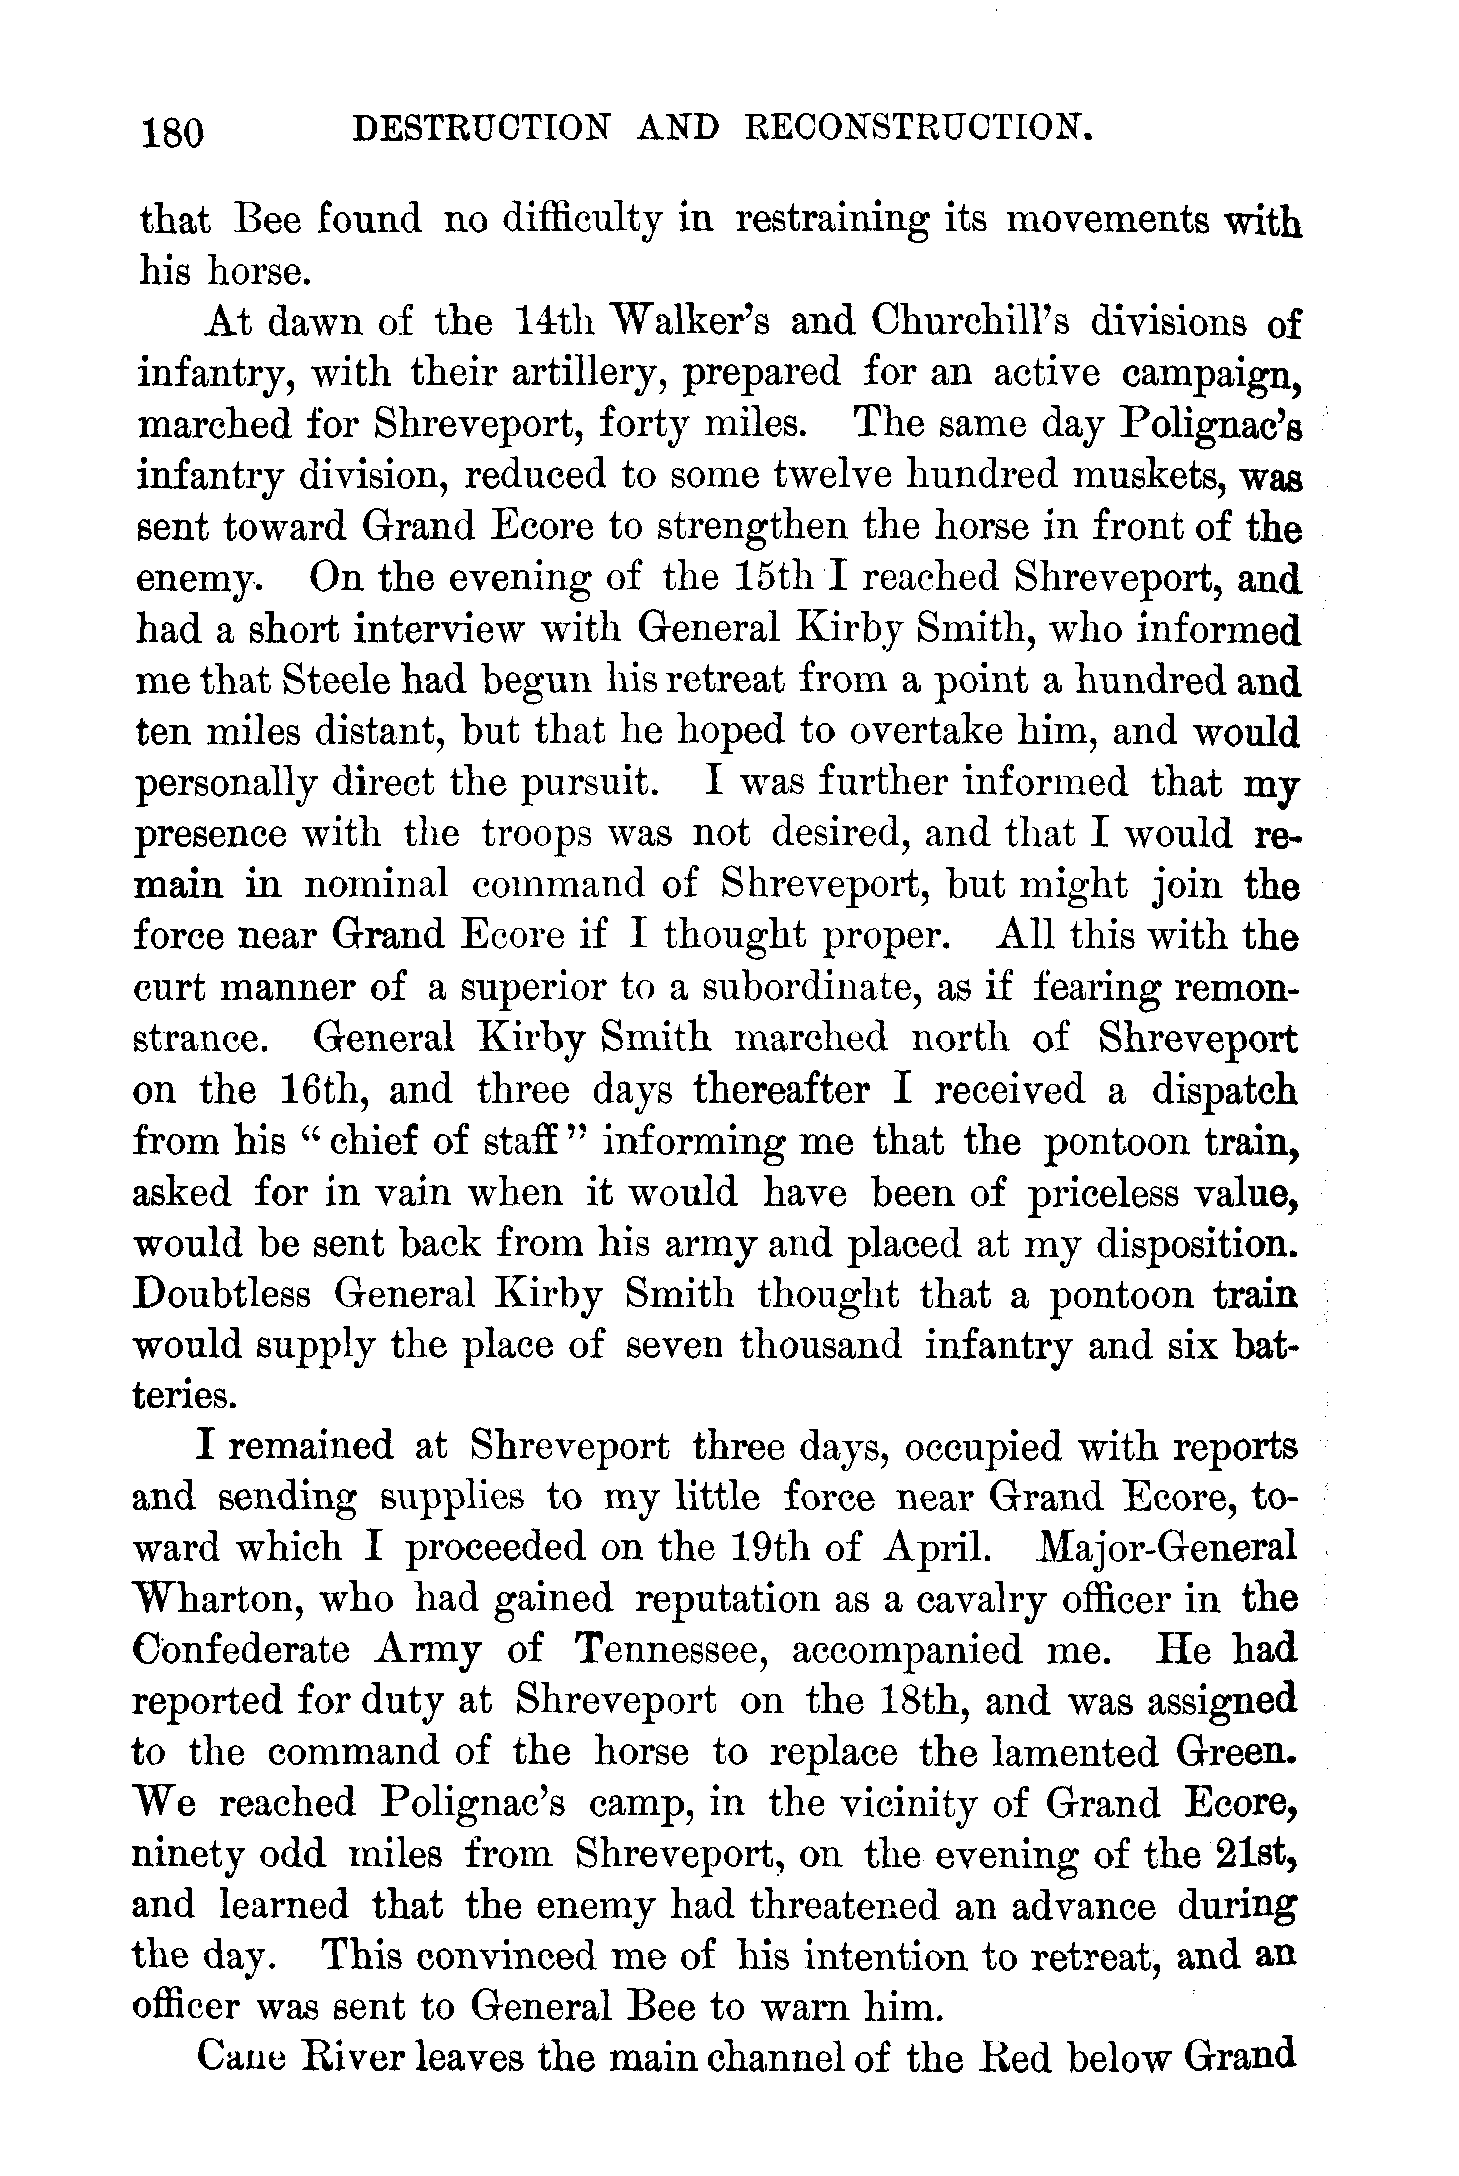 180 DESTRUCTION AND RECONSTRUCTION.
that Bee found no difficulty in restraining its movements with
his horse.
At dawn of the 14th Walker's and Churchill's divisions of
infantry, with their artillery, prepared for an active campaign,
marched for Shreveport, forty miles. The same day Polignac's
infantry division, reduced to some twelve hundred muskets, was
sent toward Grand Ecore to strengthen the horse in front of the
enemy. On the evening of the 15th I reached Shreveport, and
had a short interview with General Kirby Smith, who informed
me that Steele had begun his retreat from a point a hundred and
ten miles distant, but that he hoped to overtake him, and would
personally direct the pursuit. I was further informed that my
presence with the troops was not desired, and that I would re-
main in nominal command of Shreveport, but might join the
force near Grand Ecore if I thought proper. All this with the
curt manner of a superior to a subordinate, as if fearing remon-
strance. General Kirby Smith marched north of Shreveport
on the 16th, and three days thereafter I received a dispatch
from his "chief of staff" informing me that the pontoon train,
asked for in vain when it would have been of priceless value,
would be sent back from his army and placed at my disposition.
Doubtless General Kirby Smith thought that a pontoon train
would supply the place of seven thousand infantry and six bat-
teries.
I remained at Shreveport three days, occupied with reports
and sending supplies to my little force near Grand Ecore, to-
ward which I proceeded on the 19th of April. Major-General
Wharton, who had gained reputation as a cavalry officer in the
Confederate Army of Tennessee, accompanied me. He had
reported for duty at Shreveport on the 18th, and was assigned
to the command of the horse to replace the lamented Green.
We reached Polignac's camp, in the vicinity of Grand Ecore,
ninety odd miles from Shreveport, on the evening of the 21st,
and learned that the enemy had threatened an advance during
the day. This convinced me of his intention to retreat, and an
officer was sent to General Bee to warn him.
Cane River leaves the main channel of the Red below Grand